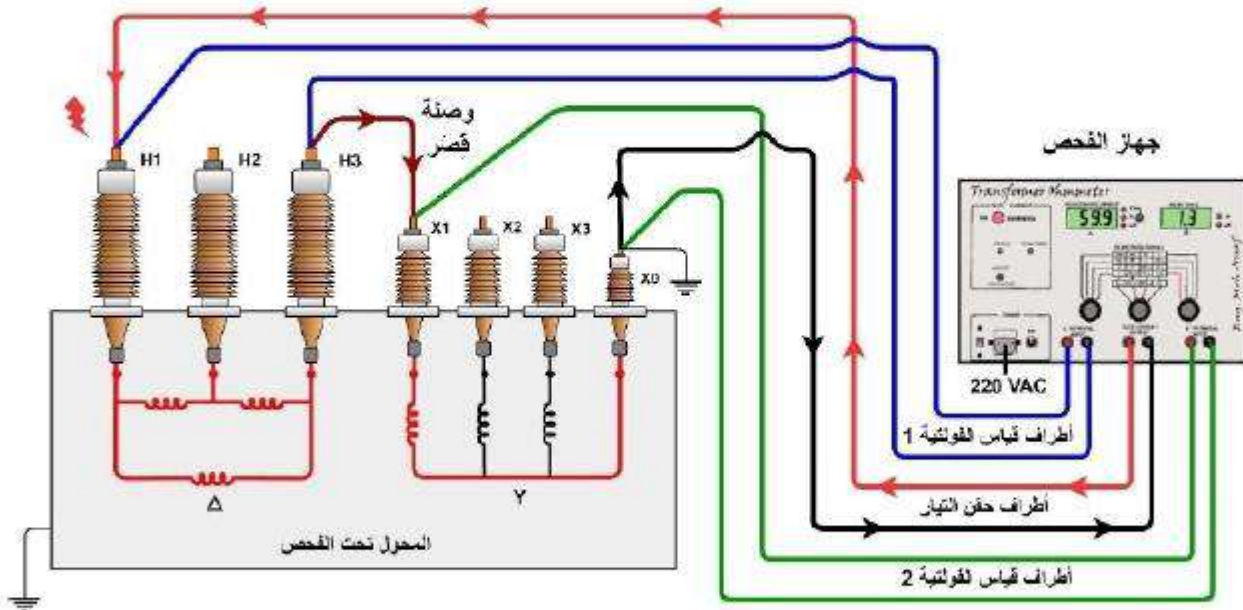 وصلة
قصر
جهاز الفحص
H1
H2
H3
X1
X2
X3
X0
Transformer Ohmmeter
59.9
1.3
220 VAC
أطراف قياس الفولتية 1
أطراف حقن التيار
أطراف قياس الفولتية 2
Δ
Y
المحول تحت الفحص